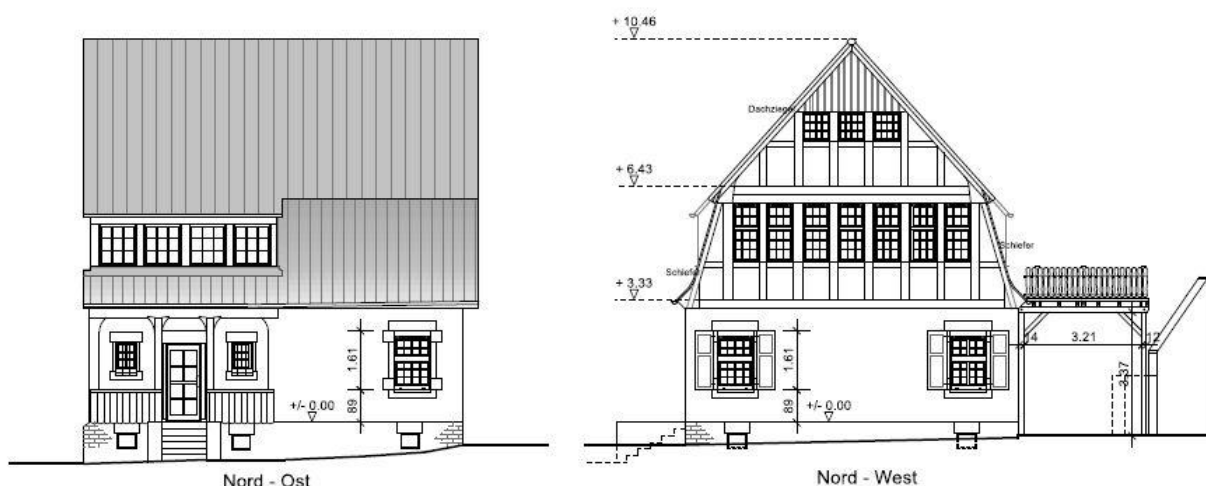 1.61
89
+/- 0.00
Nord - Ost
+ 10.46
Dachziegel
+ 6.43
Schiefer
Schiefer
+ 3,33
14 3.21 12
1.61
3.37
89
+/- 0.00
Nord - West